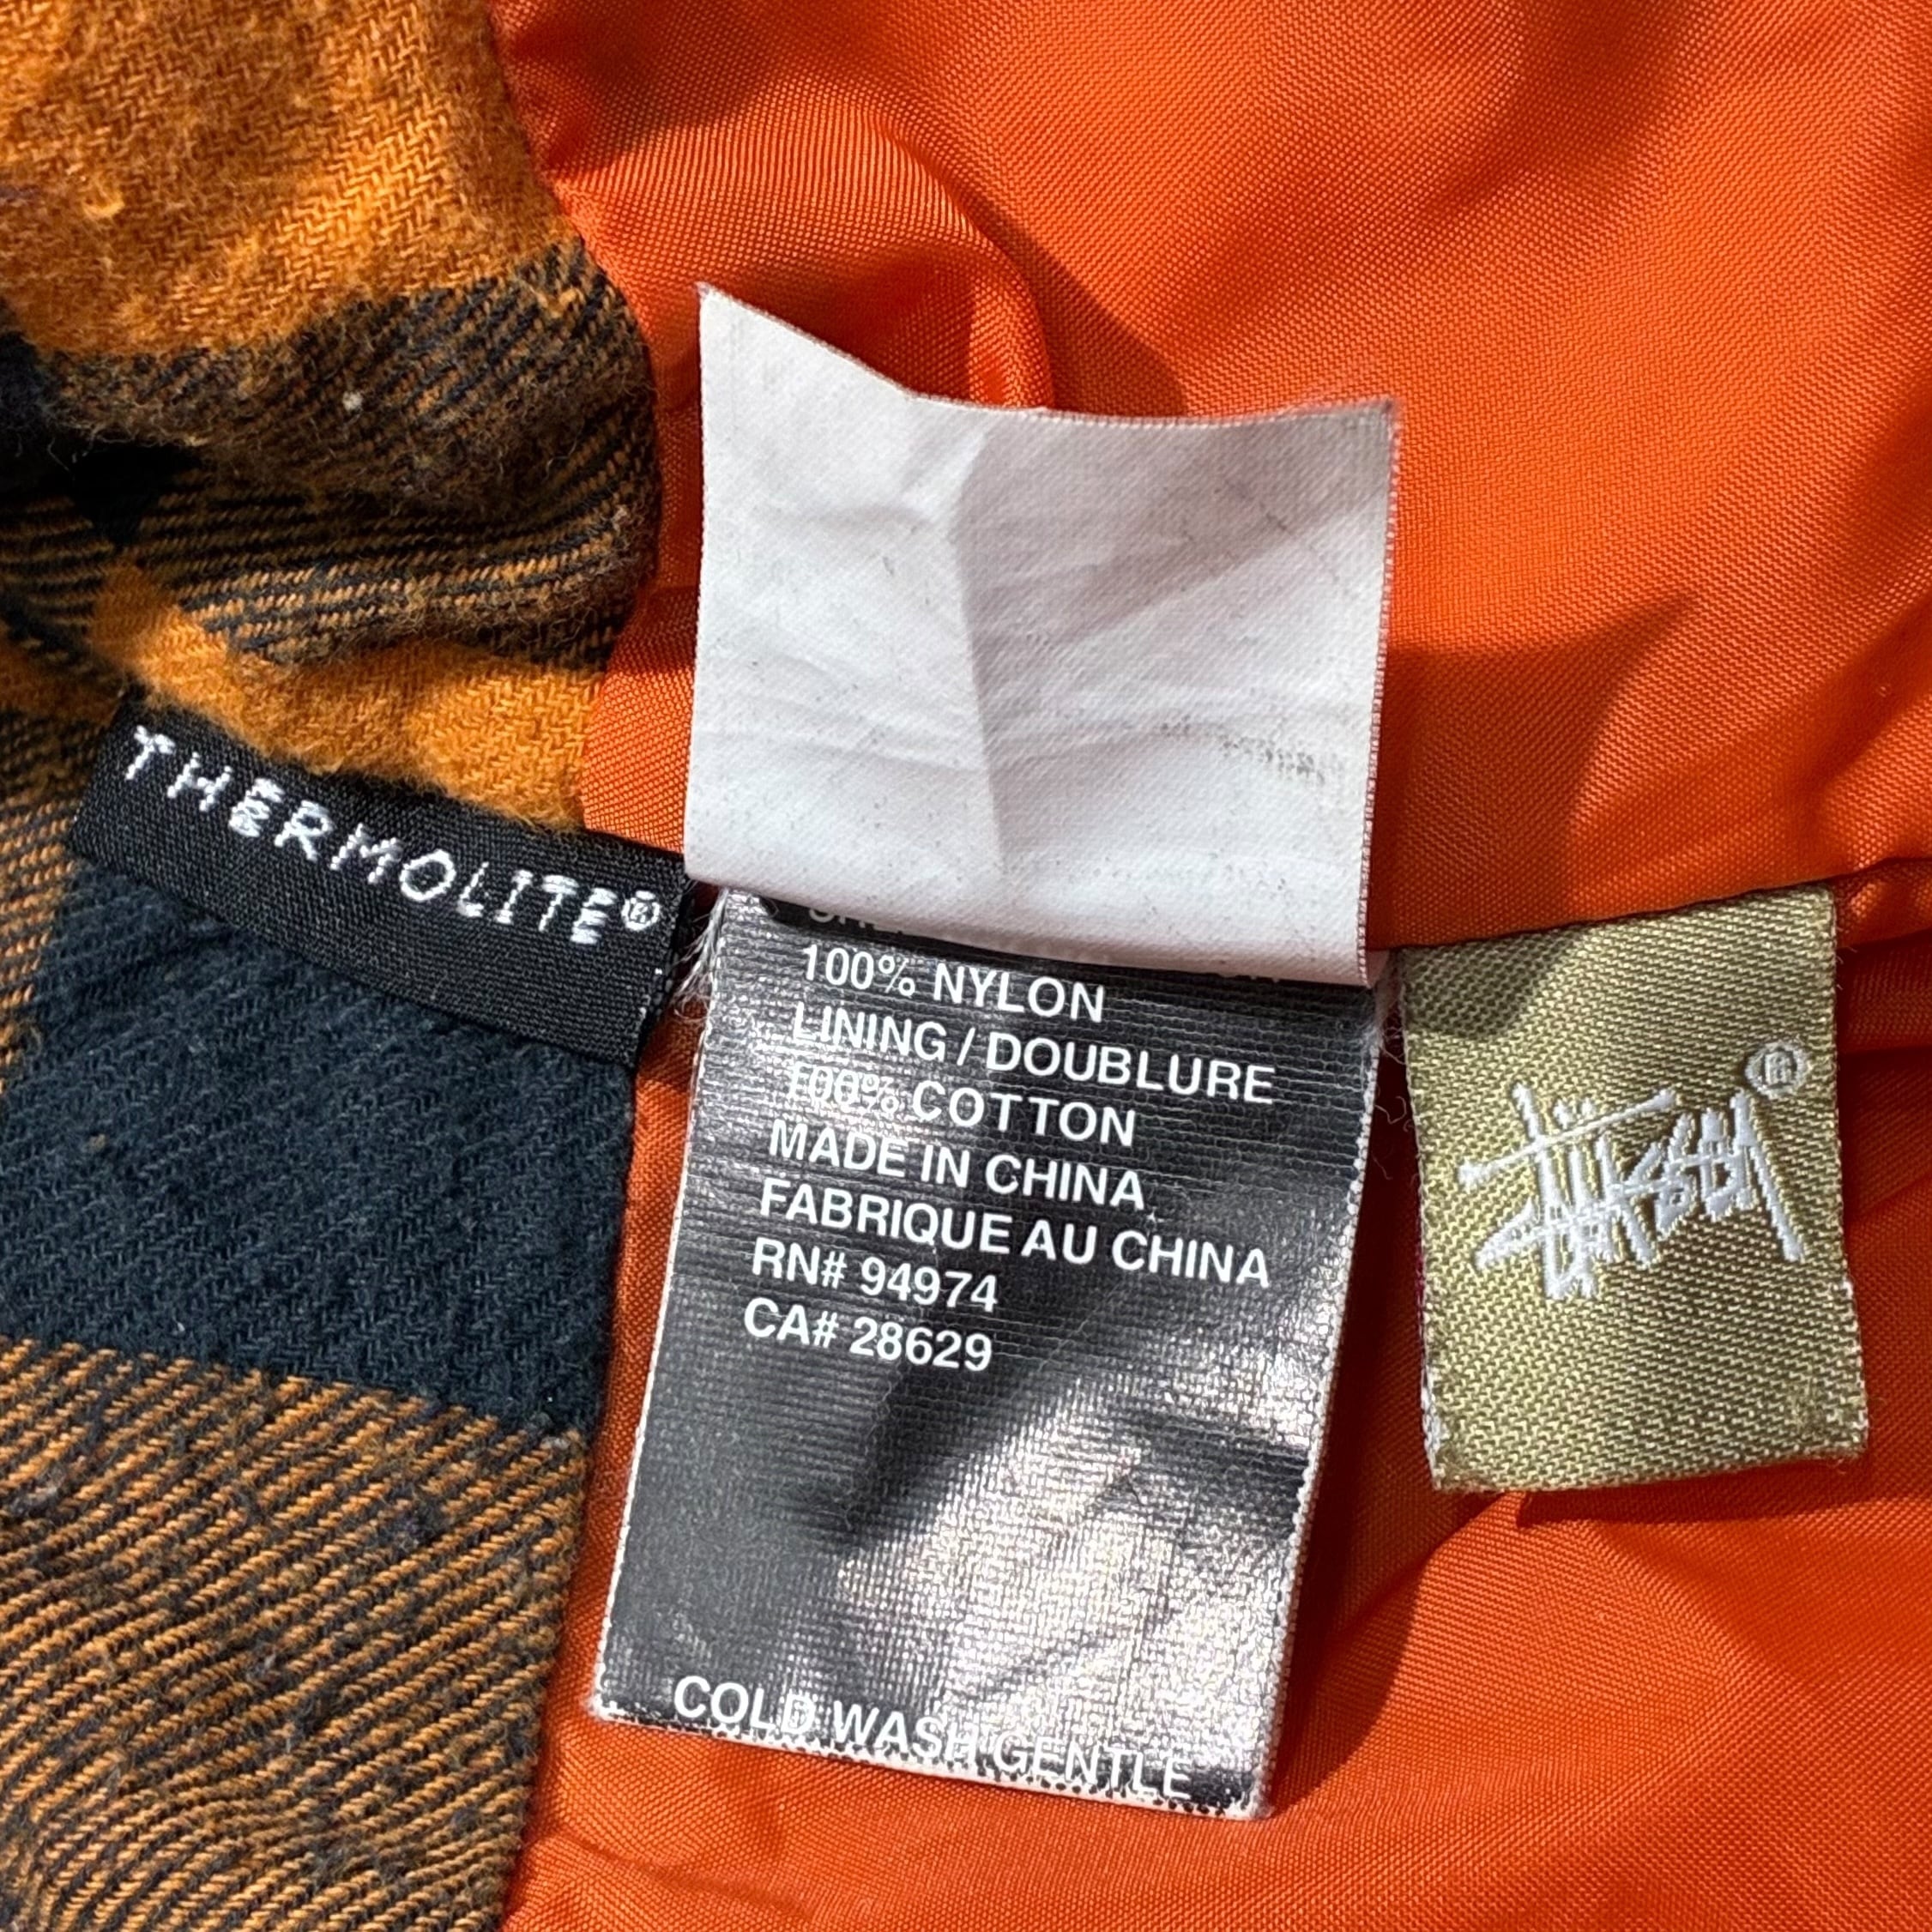 THERMOLITE®
100% NYLON
LINING / DOUBLURE
100% COTTON
MADE IN CHINA
FABRIQUE AU CHINA
RN# 94974
CA# 28629
COLD WASH GENTLE
Stüssy®